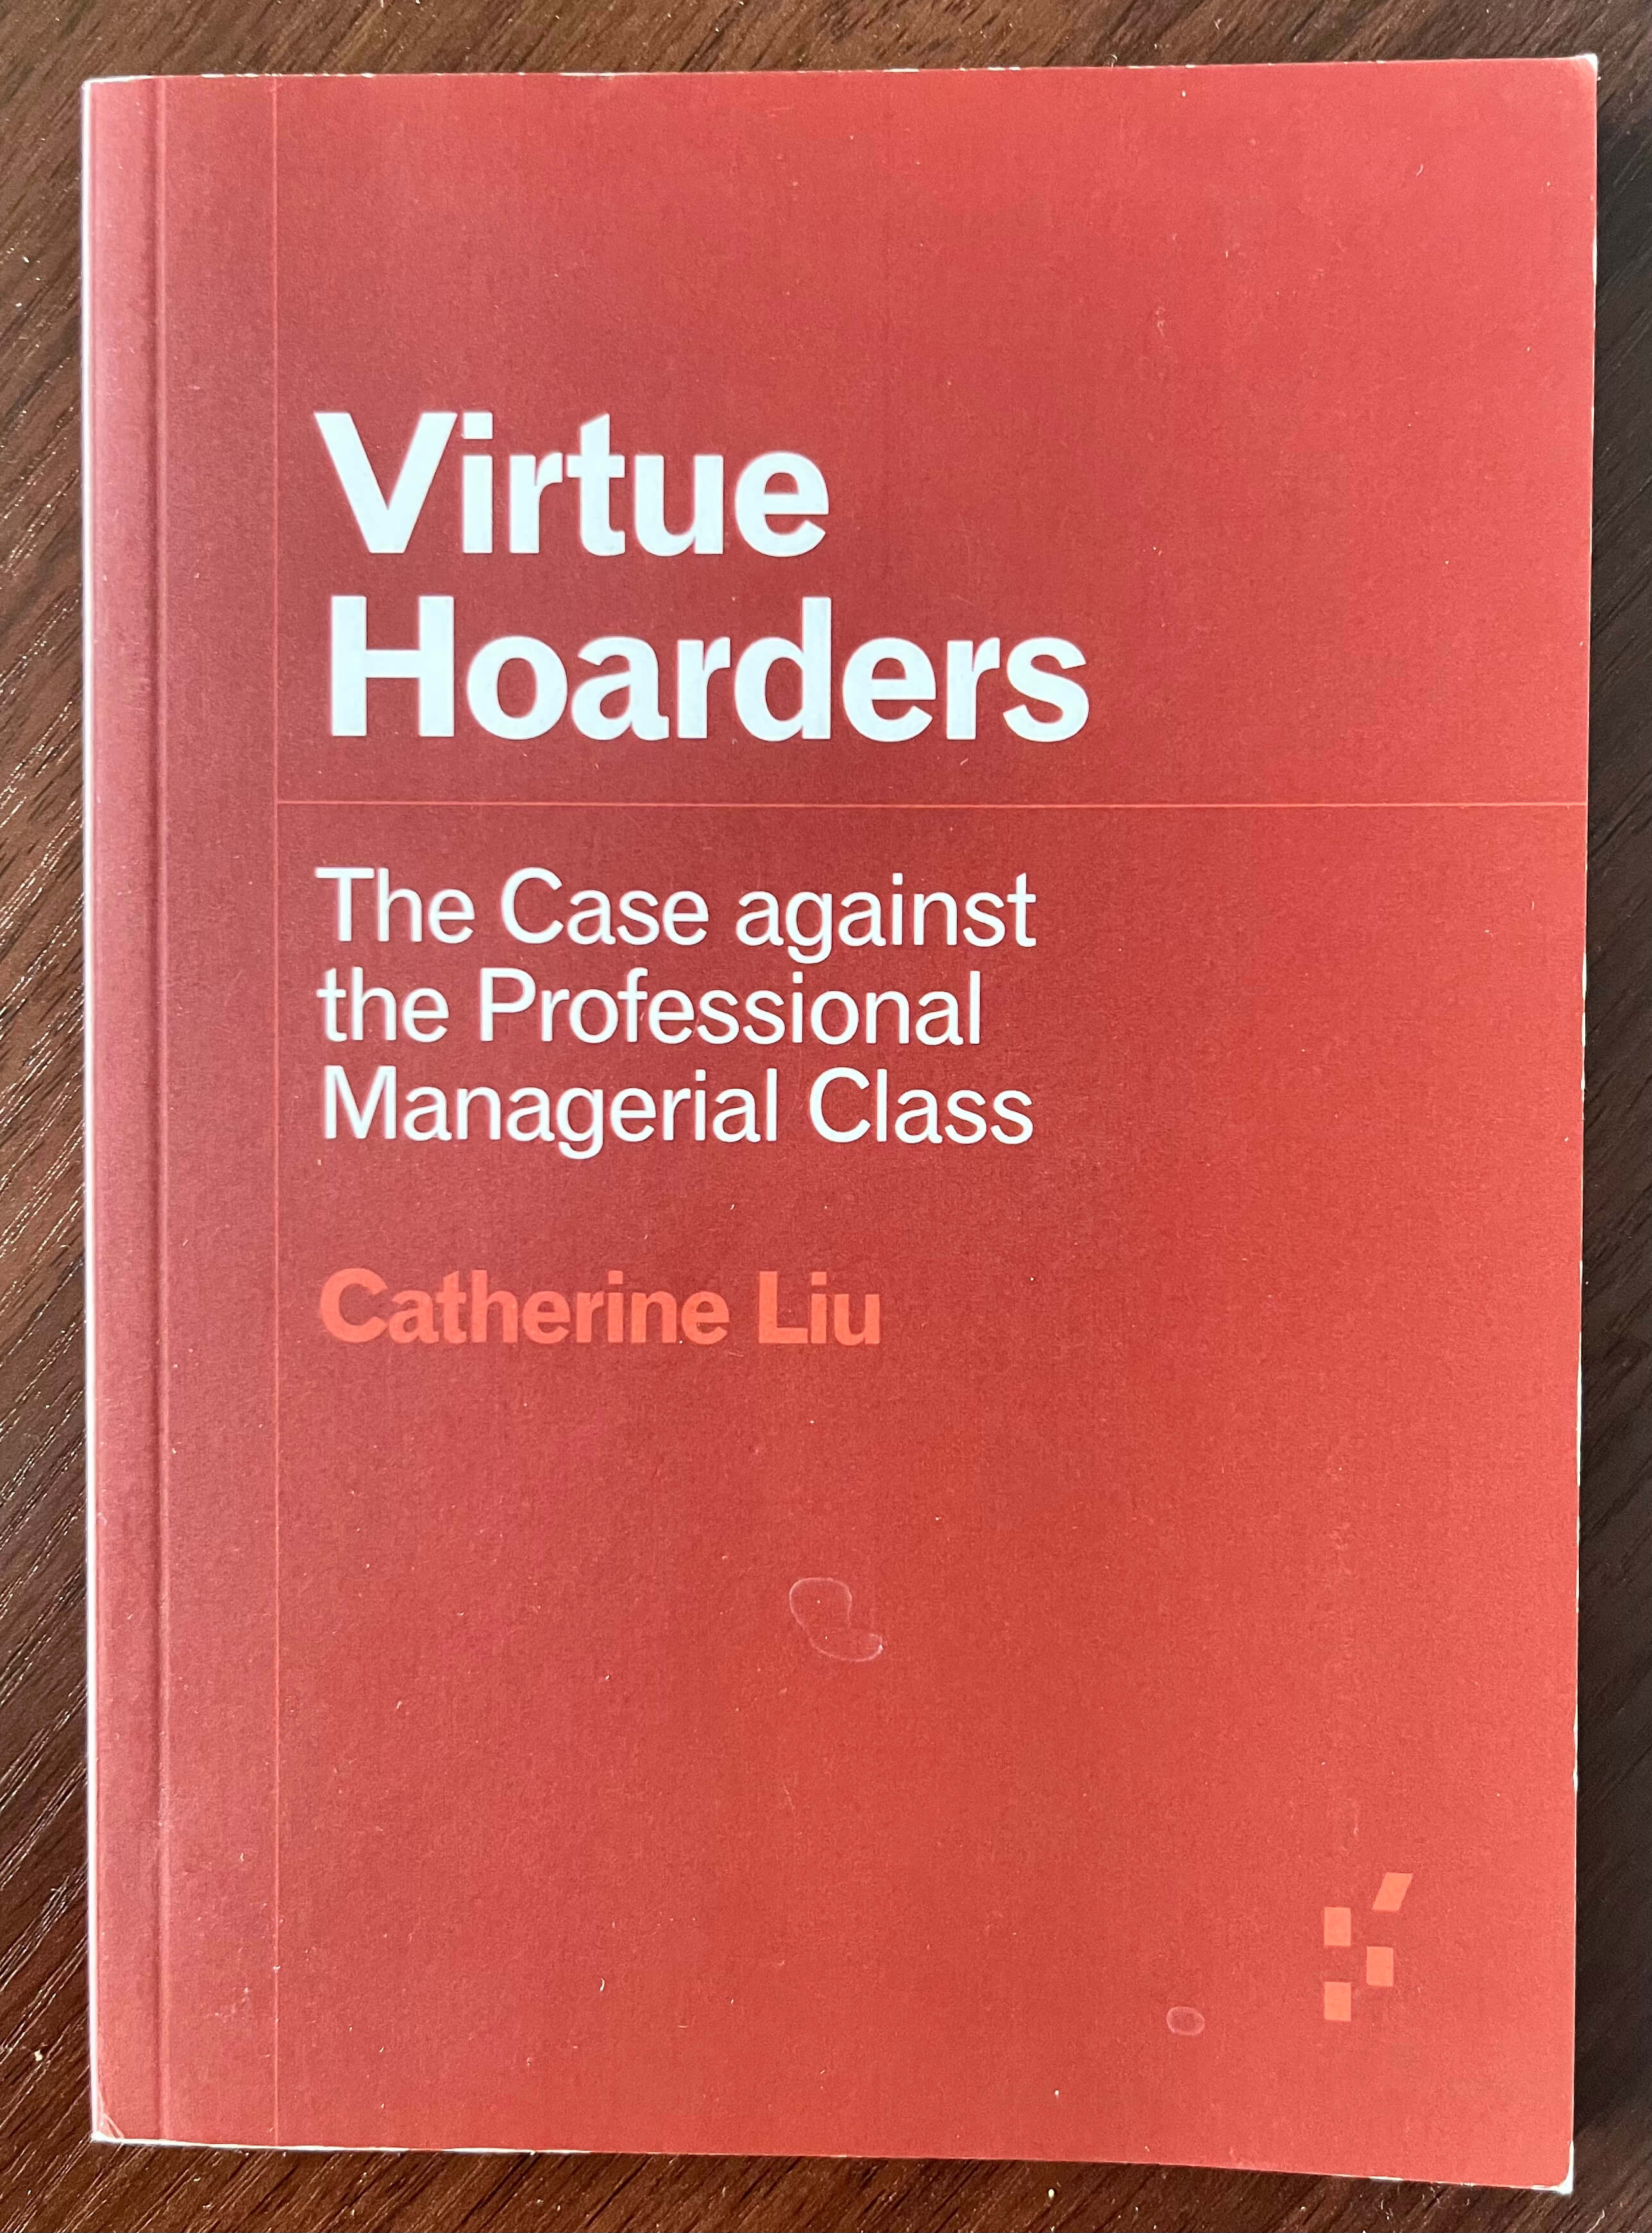 Virtue
Hoarders
The Case against
the Professional
Managerial Class
Catherine Liu